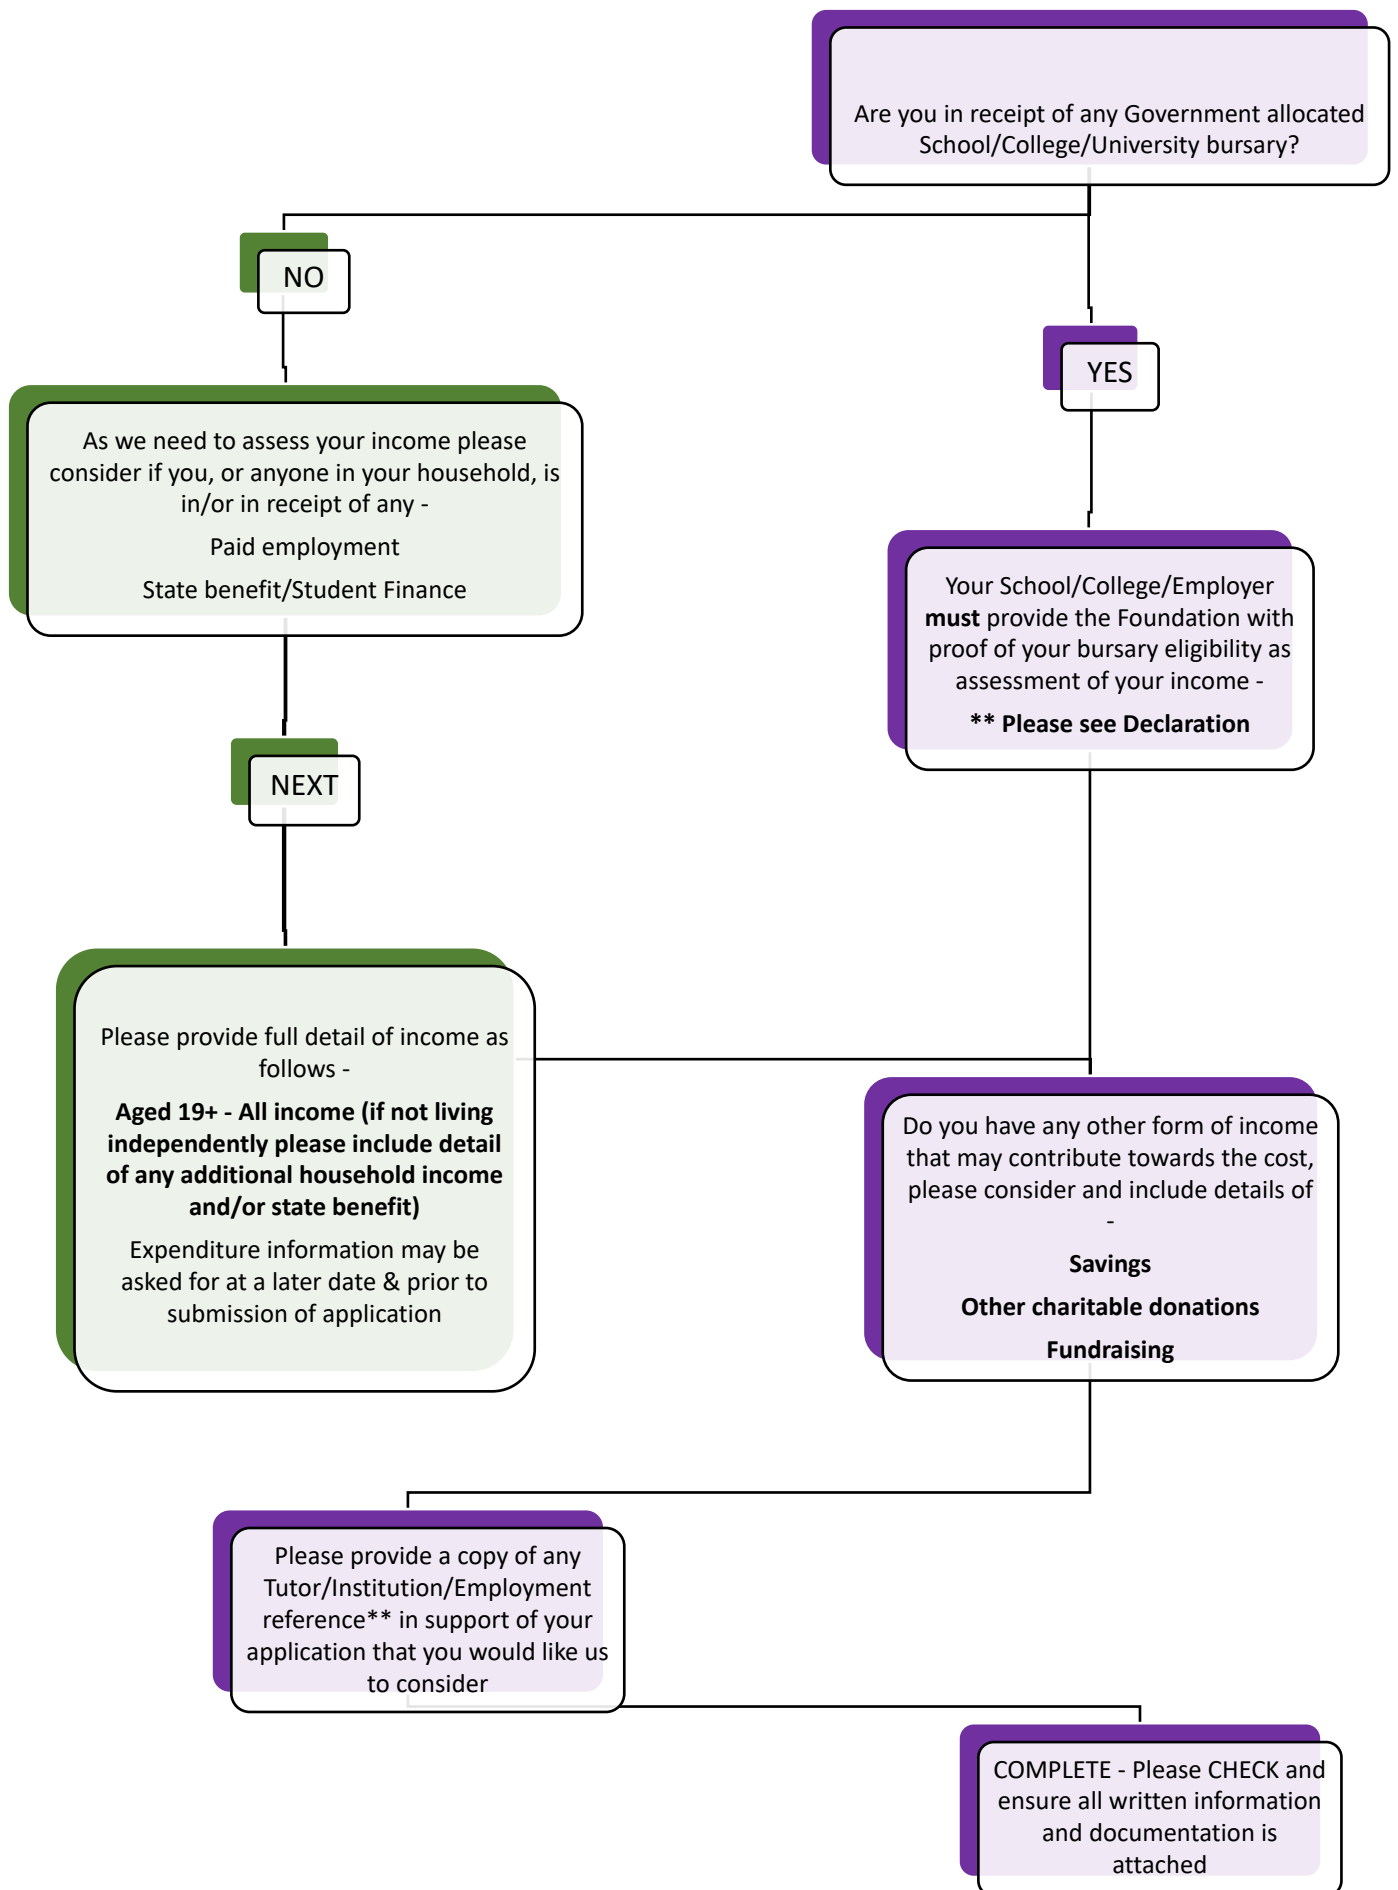 Are you in receipt of any Government allocated
School/College/University bursary?
NO
YES
As we need to assess your income please
consider if you, or anyone in your household, is
in/or in receipt of any -
Paid employment
State benefit/Student Finance
Your School/College/Employer
must provide the Foundation with
proof of your bursary eligibility as
assessment of your income -
** Please see Declaration
NEXT
Please provide full detail of income as
follows -
Aged 19+ - All income (if not living
independently please include detail
of any additional household income
and/or state benefit)
Expenditure information may be
asked for at a later date & prior to
submission of application
Do you have any other form of income
that may contribute towards the cost,
please consider and include details of
-
Savings
Other charitable donations
Fundraising
Please provide a copy of any
Tutor/Institution/Employment
reference** in support of your
application that you would like us
to consider
COMPLETE - Please CHECK and
ensure all written information
and documentation is
attached